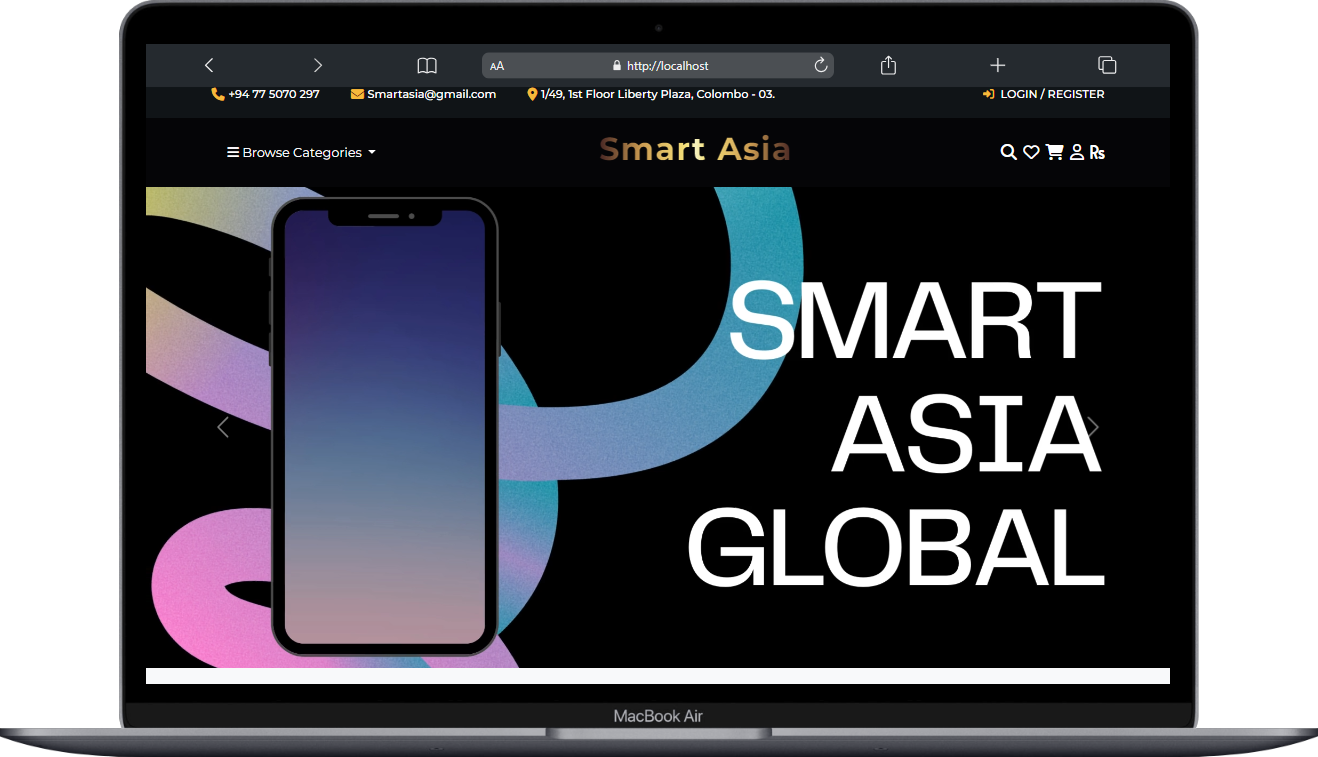 AA http://localhost
+94 77 5070 297 Smartasia@gmail.com 1/49, 1st Floor Liberty Plaza, Colombo - 03. LOGIN / REGISTER
Browse Categories Smart Asia ₨
SMART
ASIA
GLOBAL
MacBook Air